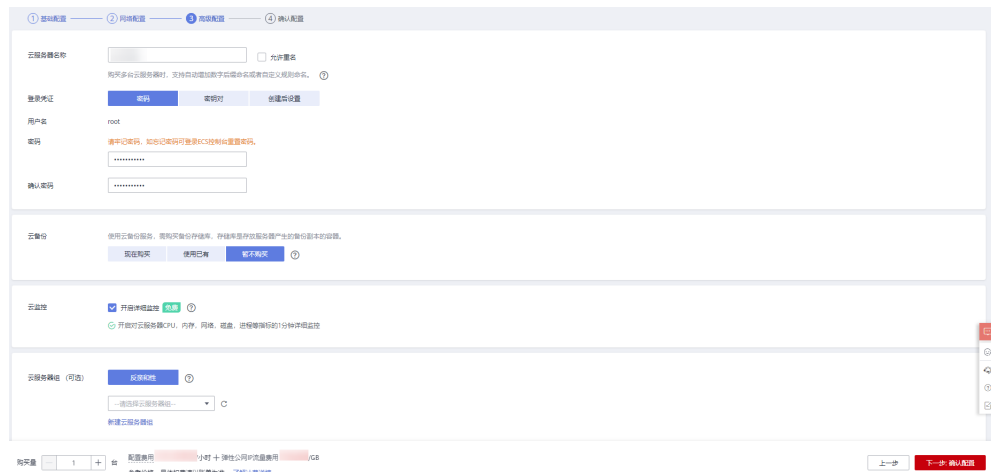 1 基础配置 2 网络配置 3 高级配置 4 确认配置
云服务器名称 允许重名
购买多台云服务器时，支持自动增加数字后缀命名或者自定义规则命名。 ?
登录凭证 密码 密钥对 创建后设置
用户名 root
密码 请牢记密码，如忘记密码可登录ECS控制台重置密码。
确认密码
云备份 使用云备份服务，需购买备份存储库，存储库是存放服务器产生的备份副本的容器。
现在购买 使用已有 暂不购买 ?
云监控 开启详细监控 免费 ?
开启对云服务器CPU、内存、网络、磁盘、进程等指标的1分钟详细监控
云服务器组 （可选） 反亲和性 ?
--请选择云服务器组--
新建云服务器组
购买量 - 1 + 台 配置费用 /小时 + 弹性公网IP流量费用 /GB
上一步 下一步: 确认配置